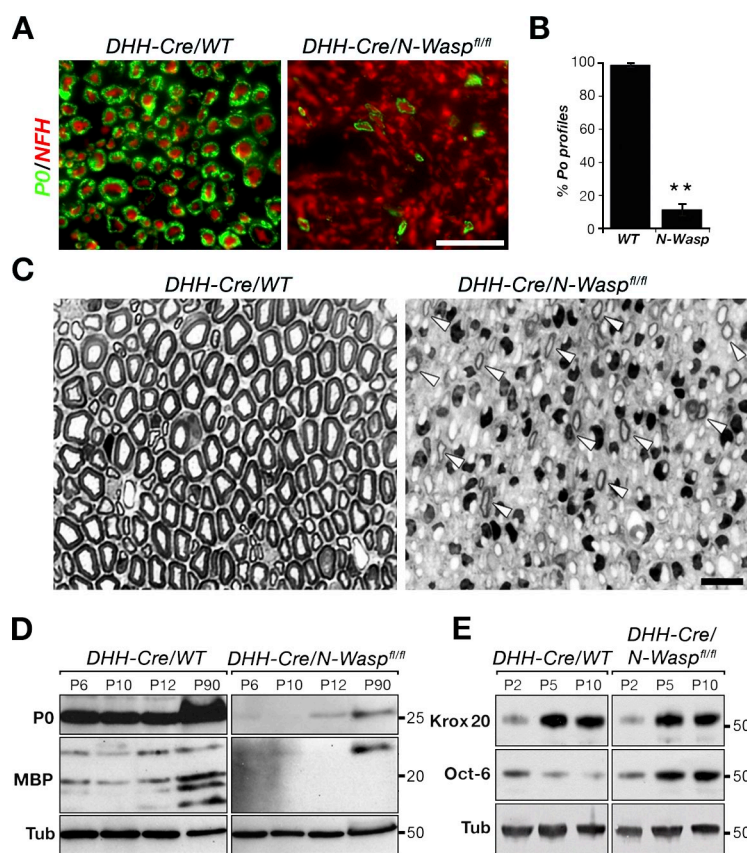 A
DHH-Cre/WT
DHH-Cre/N-Wasp^fl/fl
P0/NFH
B
% Po profiles
100
80
60
40
20
0
**
WT
N-Wasp
C
DHH-Cre/WT
DHH-Cre/N-Wasp^fl/fl
D
DHH-Cre/WT
DHH-Cre/N-Wasp^fl/fl
P6 P10 P12 P90 P6 P10 P12 P90
P0
25
MBP
20
Tub
50
E
DHH-Cre/WT
DHH-Cre/
N-Wasp^fl/fl
P2 P5 P10 P2 P5 P10
Krox20
50
Oct-6
50
Tub
50